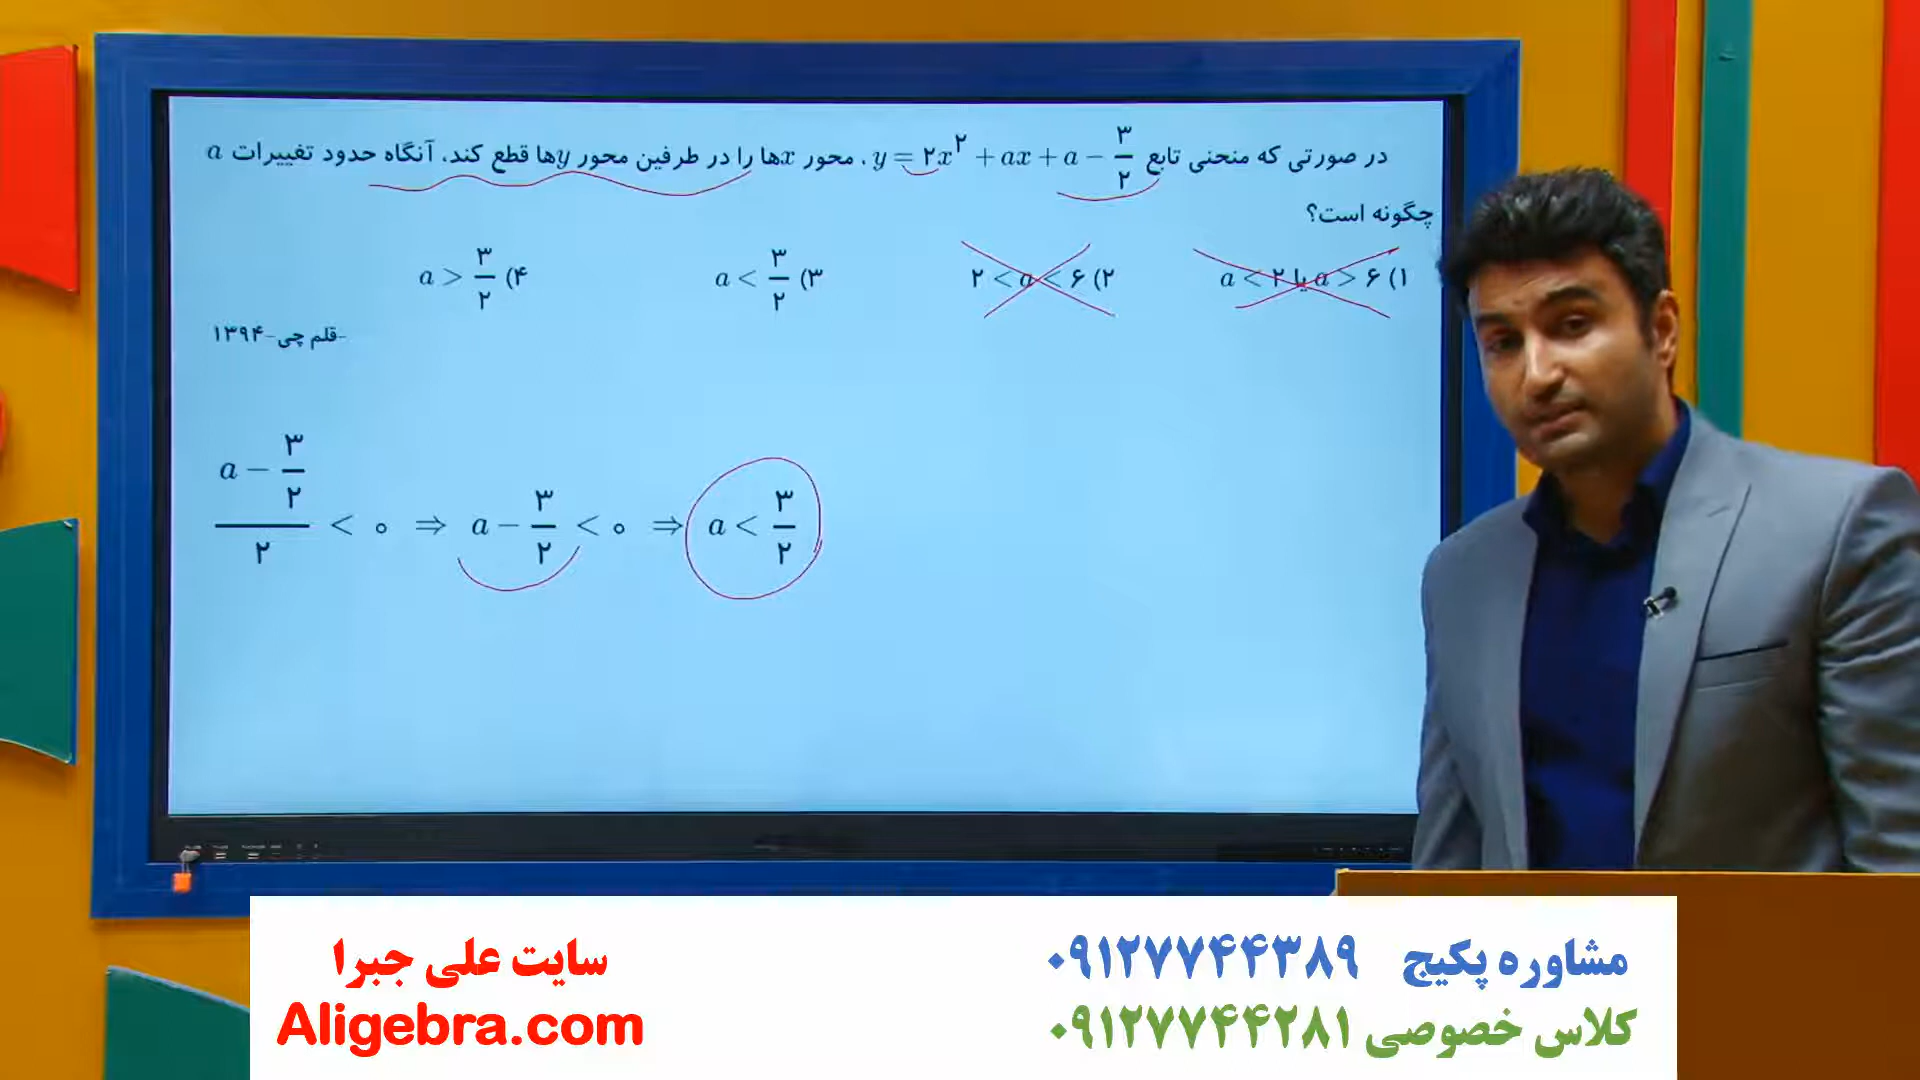 در صورتی که منحنی تابع y = ۲x^۲ + ax + a − ۳/۲ ، محور xها را در طرفین محور yها قطع کند، آنگاه حدود تغییرات a
چگونه است؟
۱) a > ۶ یا a < ۲
۲) ۲ < a < ۶
۳) a < ۳/۲
۴) a > ۳/۲
-قلم چی-۱۳۹۴
(a − ۳/۲)/۲ < ۰ ⇒ a − ۳/۲ < ۰ ⇒ a < ۳/۲
سایت علی جبرا
Aligebra.com
مشاوره پکیج ۰۹۱۲۷۷۴۴۳۸۹
کلاس خصوصی ۰۹۱۲۷۷۴۴۲۸۱